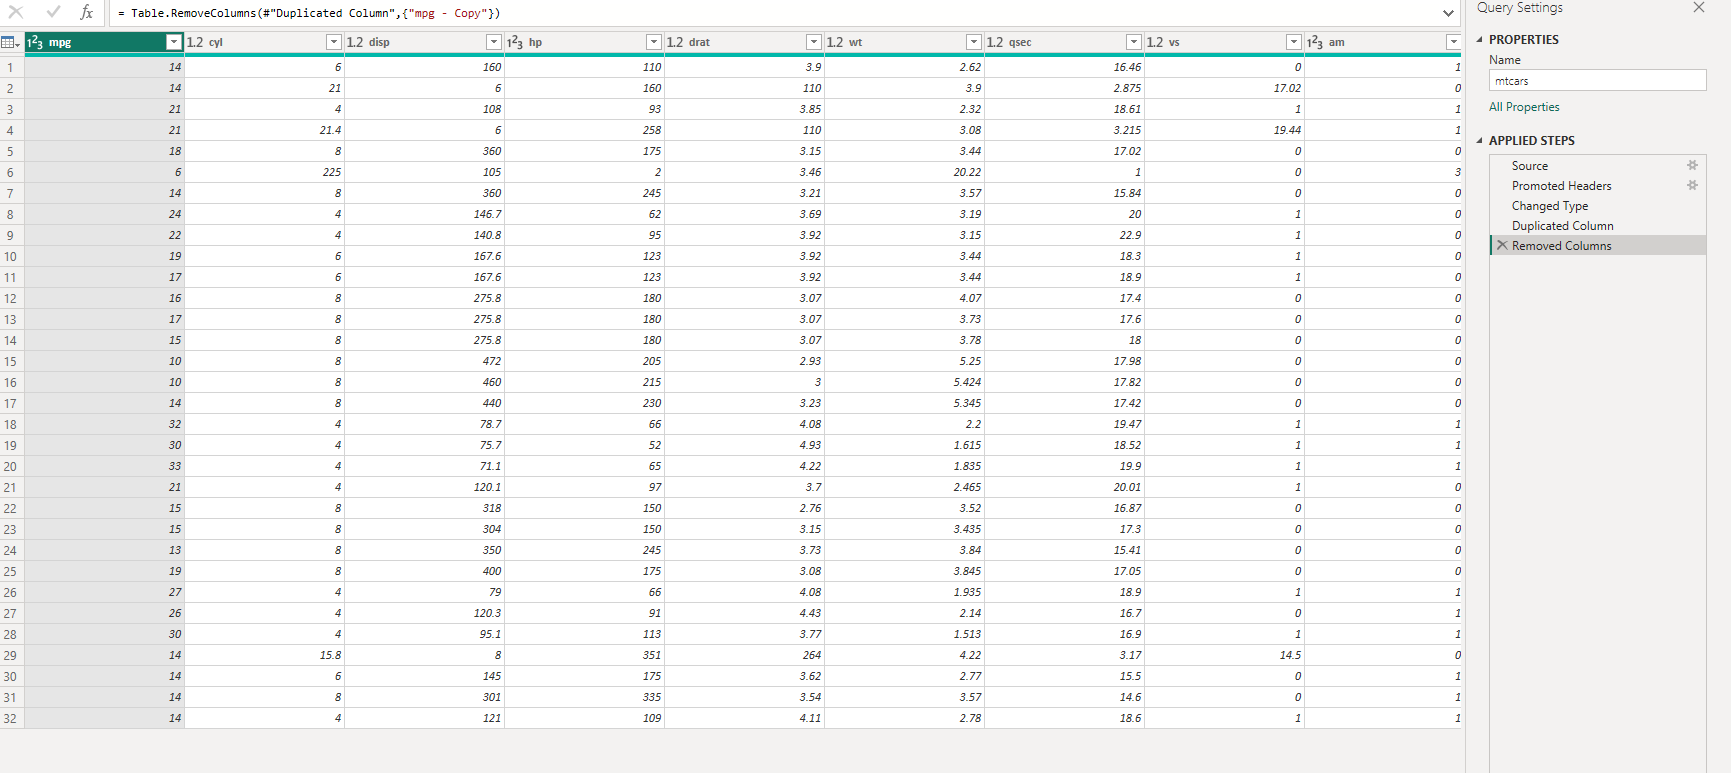 = Table.RemoveColumns(#"Duplicated Column",{"mpg - Copy"})
123 mpg 1.2 cyl 1.2 disp 123 hp 1.2 drat 1.2 wt 1.2 qsec 1.2 vs 123 am
1 14 6 160 110 3.9 2.62 16.46 0 1
2 14 21 6 160 110 3.9 2.875 17.02 0
3 21 4 108 93 3.85 2.32 18.61 1 1
4 21 21.4 6 258 110 3.08 3.215 19.44 1
5 18 8 360 175 3.15 3.44 17.02 0 0
6 6 225 105 2 3.46 20.22 1 0 3
7 14 8 360 245 3.21 3.57 15.84 0 0
8 24 4 146.7 62 3.69 3.19 20 1 0
9 22 4 140.8 95 3.92 3.15 22.9 1 0
10 19 6 167.6 123 3.92 3.44 18.3 1 0
11 17 6 167.6 123 3.92 3.44 18.9 1 0
12 16 8 275.8 180 3.07 4.07 17.4 0 0
13 17 8 275.8 180 3.07 3.73 17.6 0 0
14 15 8 275.8 180 3.07 3.78 18 0 0
15 10 8 472 205 2.93 5.25 17.98 0 0
16 10 8 460 215 3 5.424 17.82 0 0
17 14 8 440 230 3.23 5.345 17.42 0 0
18 32 4 78.7 66 4.08 2.2 19.47 1 1
19 30 4 75.7 52 4.93 1.615 18.52 1 1
20 33 4 71.1 65 4.22 1.835 19.9 1 1
21 21 4 120.1 97 3.7 2.465 20.01 1 0
22 15 8 318 150 2.76 3.52 16.87 0 0
23 15 8 304 150 3.15 3.435 17.3 0 0
24 13 8 350 245 3.73 3.84 15.41 0 0
25 19 8 400 175 3.08 3.845 17.05 0 0
26 27 4 79 66 4.08 1.935 18.9 1 1
27 26 4 120.3 91 4.43 2.14 16.7 0 1
28 30 4 95.1 113 3.77 1.513 16.9 1 1
29 14 15.8 8 351 264 4.22 3.17 14.5 0
30 14 6 145 175 3.62 2.77 15.5 0 1
31 14 8 301 335 3.54 3.57 14.6 0 1
32 14 4 121 109 4.11 2.78 18.6 1 1
Query Settings
PROPERTIES
Name
mtcars
All Properties
APPLIED STEPS
Source
Promoted Headers
Changed Type
Duplicated Column
Removed Columns